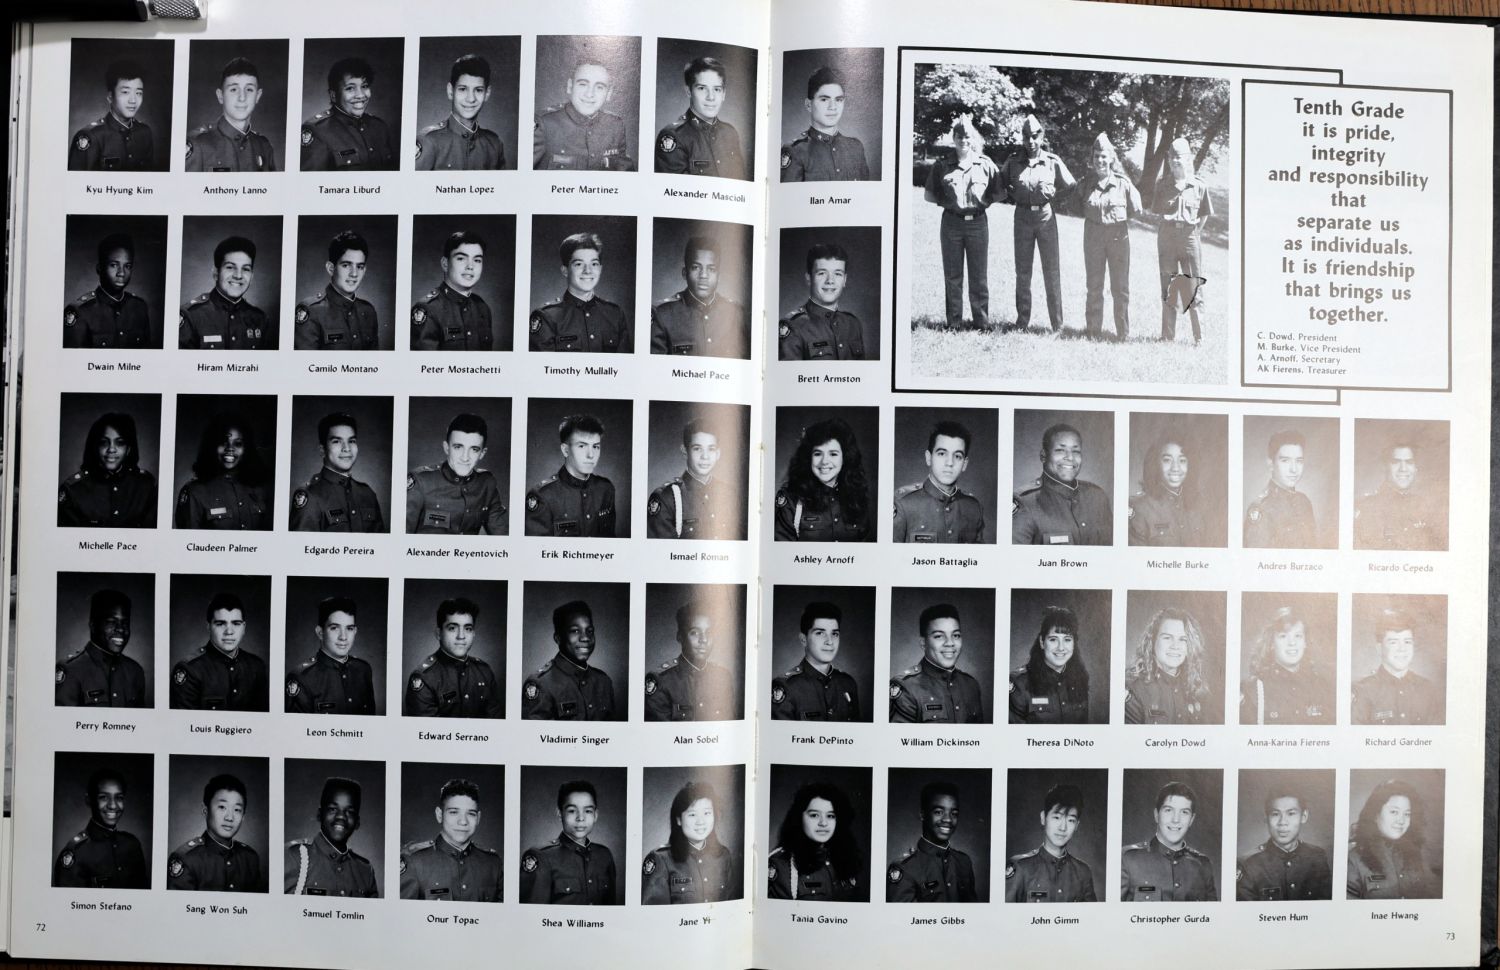 Kyu Hyung Kim
Anthony Lanno
Tamara Liburd
Nathan Lopez
Peter Martinez
Alexander Mascioli
Dwain Milne
Hiram Mizrahi
Camilo Montano
Peter Mostachetti
Timothy Mullally
Michael Pace
Michelle Pace
Claudeen Palmer
Edgardo Pereira
Alexander Reyentovich
Erik Richtmeyer
Ismael Roman
Perry Romney
Louis Ruggiero
Leon Schmitt
Edward Serrano
Vladimir Singer
Alan Sobel
Simon Stefano
Sang Won Suh
Samuel Tomlin
Onur Topac
Shea Williams
Jane Yi
72
Ilan Amar
Tenth Grade
it is pride,
integrity
and responsibility
that
separate us
as individuals.
It is friendship
that brings us
together.
C. Dowd, President
M. Burke, Vice President
A. Arnoff, Secretary
AK Fierens, Treasurer
Brett Armston
Ashley Arnoff
Jason Battaglia
Juan Brown
Michelle Burke
Andres Burzaco
Ricardo Cepeda
Frank DePinto
William Dickinson
Theresa DiNoto
Carolyn Dowd
Anna-Karina Fierens
Richard Gardner
Tania Gavino
James Gibbs
John Gimm
Christopher Gurda
Steven Hum
Inae Hwang
73